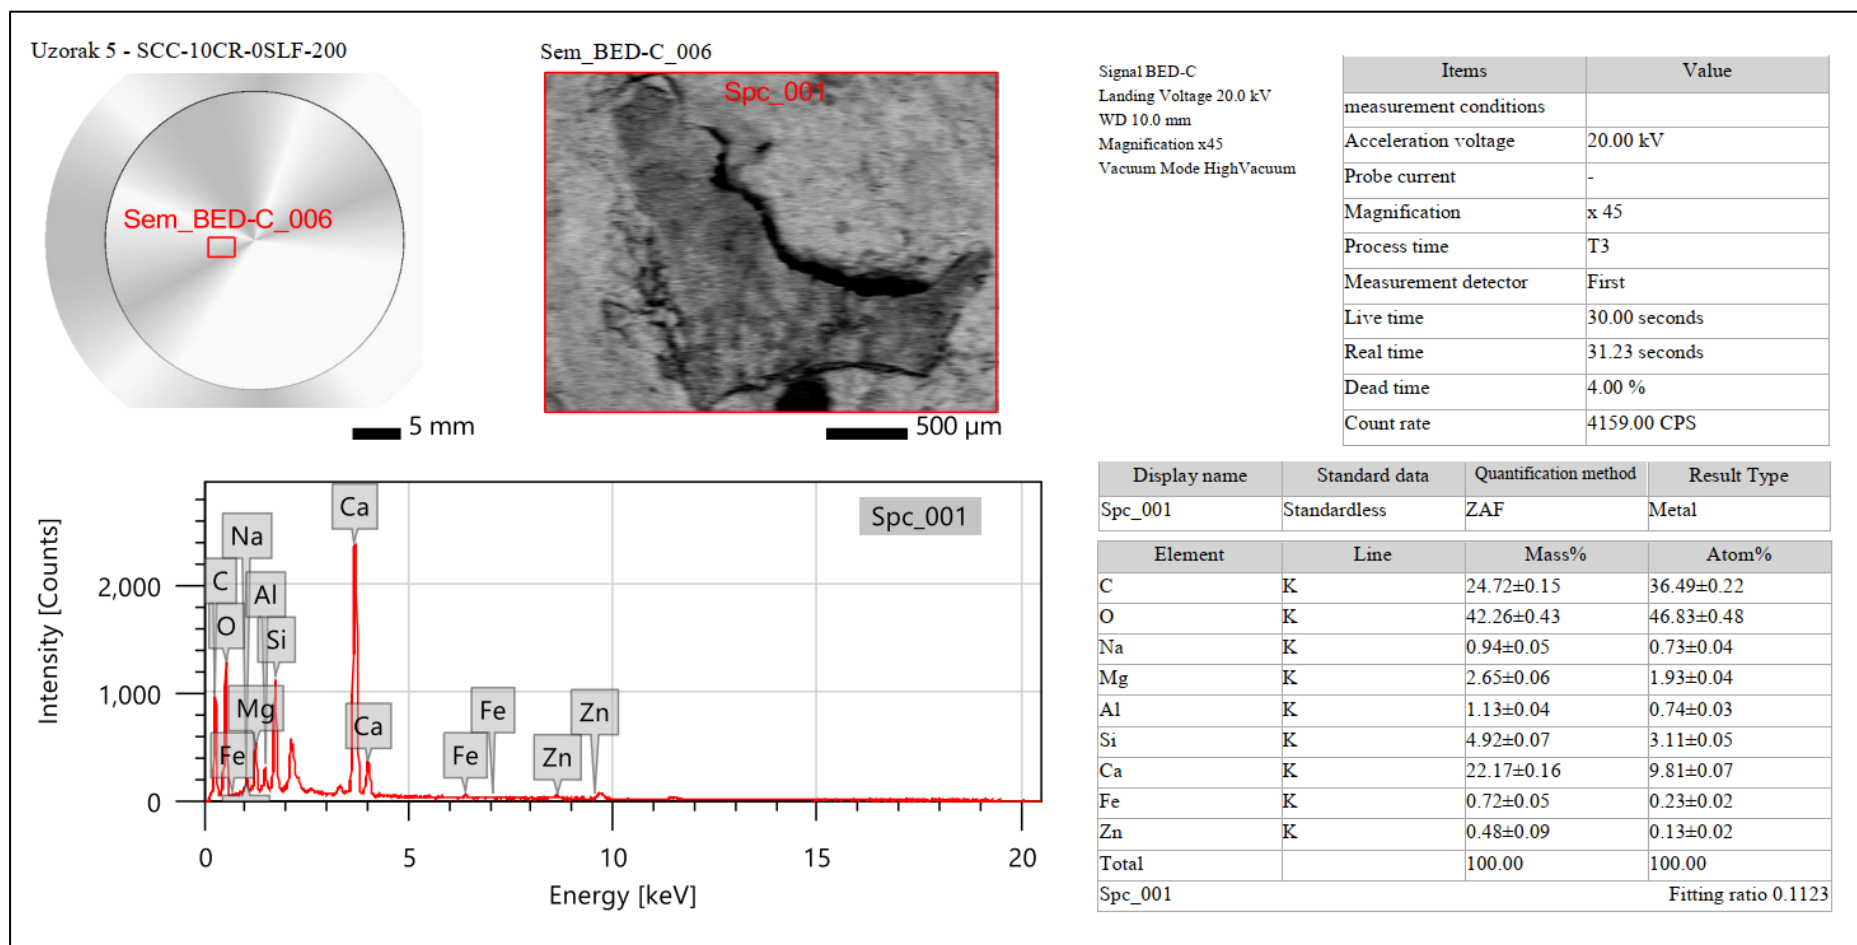 Uzorak 5 - SCC-10CR-0SLF-200
Sem_BED-C_006
Sem_BED-C_006
5 mm
Spc_001
500 µm
Signal BED-C
Landing Voltage 20.0 kV
WD 10.0 mm
Magnification x45
Vacuum Mode HighVacuum
Items Value
measurement conditions
Acceleration voltage 20.00 kV
Probe current -
Magnification x 45
Process time T3
Measurement detector First
Live time 30.00 seconds
Real time 31.23 seconds
Dead time 4.00 %
Count rate 4159.00 CPS
Intensity [Counts]
2,000
1,000
0
C
O
Na
Al
Si
Mg
Fe
Ca
Ca
Fe
Fe
Zn
Zn
Spc_001
0 5 10 15 20
Energy [keV]
Display name Standard data Quantification method Result Type
Spc_001 Standardless ZAF Metal
Element Line Mass% Atom%
C K 24.72±0.15 36.49±0.22
O K 42.26±0.43 46.83±0.48
Na K 0.94±0.05 0.73±0.04
Mg K 2.65±0.06 1.93±0.04
Al K 1.13±0.04 0.74±0.03
Si K 4.92±0.07 3.11±0.05
Ca K 22.17±0.16 9.81±0.07
Fe K 0.72±0.05 0.23±0.02
Zn K 0.48±0.09 0.13±0.02
Total 100.00 100.00
Spc_001 Fitting ratio 0.1123